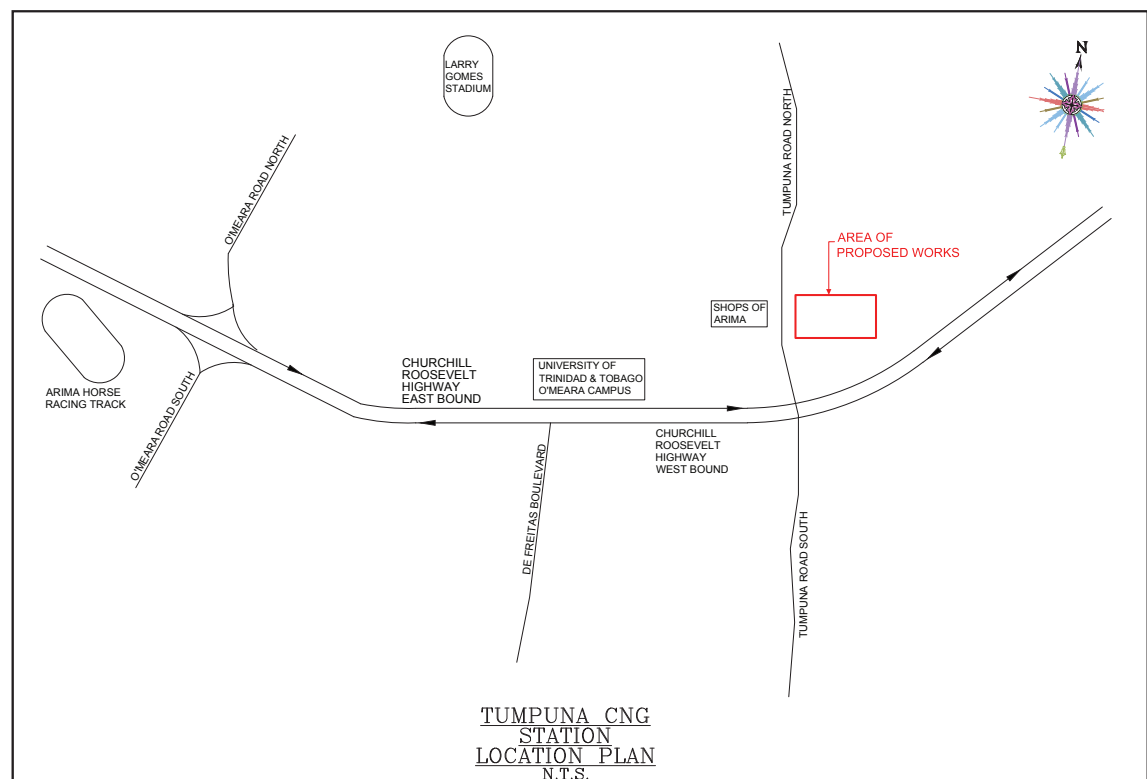 LARRY
GOMES
STADIUM
N
O'MEARA ROAD NORTH
TUMPUNA ROAD NORTH
AREA OF
PROPOSED WORKS
SHOPS OF
ARIMA
ARIMA HORSE
RACING TRACK
O'MEARA ROAD SOUTH
CHURCHILL
ROOSEVELT
HIGHWAY
EAST BOUND
UNIVERSITY OF
TRINIDAD & TOBAGO
O'MEARA CAMPUS
CHURCHILL
ROOSEVELT
HIGHWAY
WEST BOUND
DE FREITAS BOULEVARD
TUMPUNA ROAD SOUTH
TUMPUNA CNG
STATION
LOCATION PLAN
N.T.S.